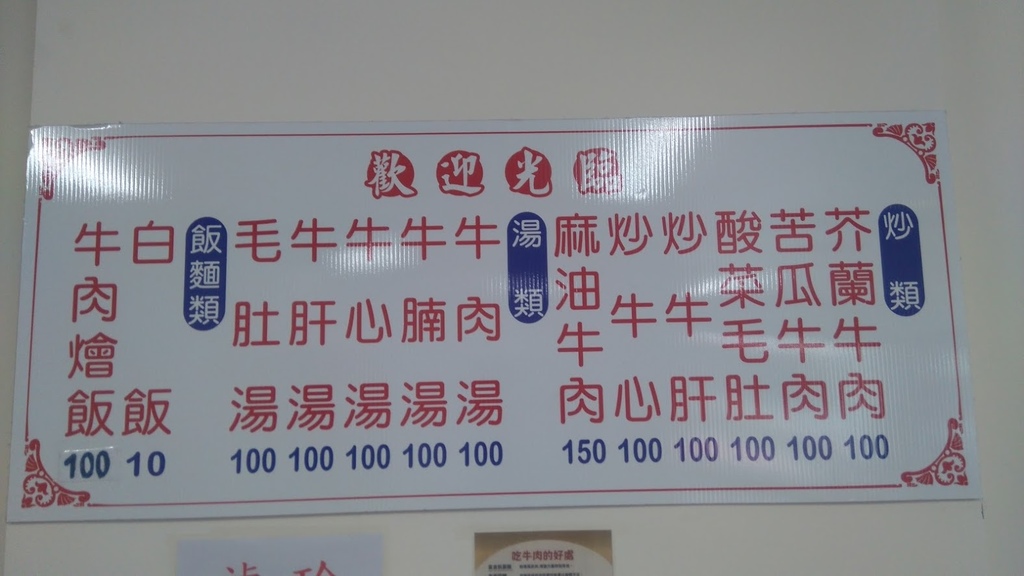 歡迎光臨
炒類
芥蘭牛肉 100
苦瓜牛肉 100
酸菜毛肚 100
炒牛肝 100
炒牛心 100
麻油牛肉 150
湯類
牛肉湯 100
牛腩湯 100
牛心湯 100
牛肝湯 100
毛肚湯 100
飯麵類
白飯 10
牛肉燴飯 100
吃牛肉的好處